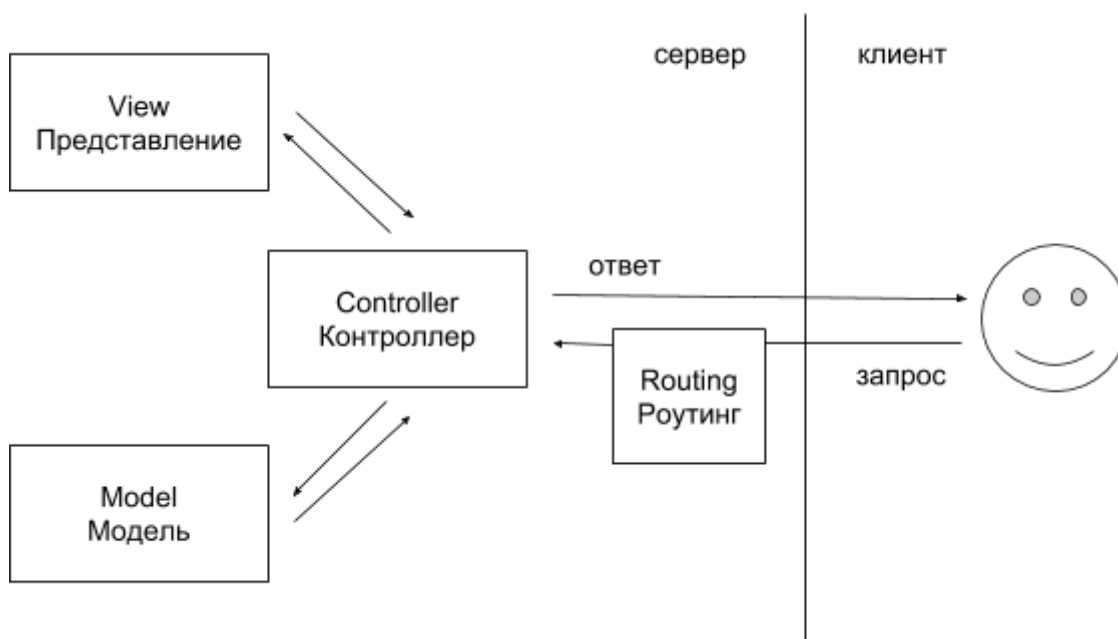 сервер
клиент
View
Представление
ответ
Controller
Контроллер
запрос
Routing
Роутинг
Model
Модель